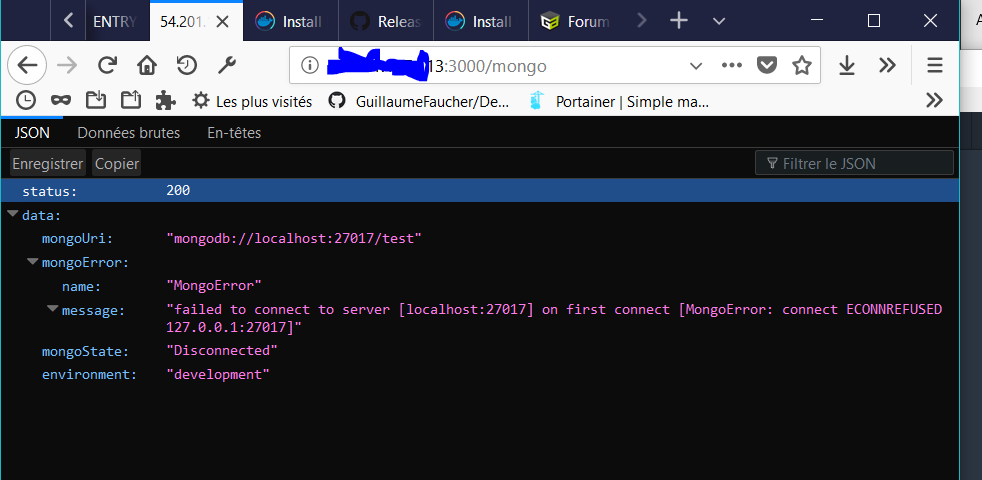 ENTRY
54.201.
Install
Releas
Install
Forum
13:3000/mongo
Les plus visités
GuillaumeFaucher/De...
Portainer | Simple ma...
JSON Données brutes En-têtes
Enregistrer Copier
Filtrer le JSON
status: 200
data:
mongoUri: "mongodb://localhost:27017/test"
mongoError:
name: "MongoError"
message: "failed to connect to server [localhost:27017] on first connect [MongoError: connect ECONNREFUSED
127.0.0.1:27017]"
mongoState: "Disconnected"
environment: "development"